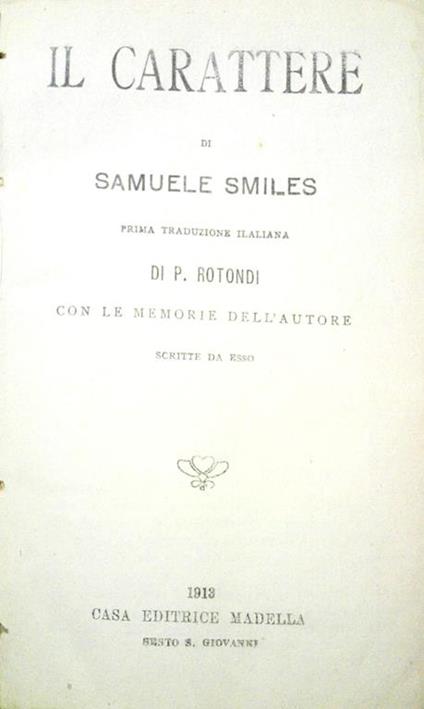 IL CARATTERE
DI
SAMUELE SMILES
PRIMA TRADUZIONE ILALIANA
DI P. ROTONDI
CON LE MEMORIE DELL'AUTORE
SCRITTE DA ESSO
1913
CASA EDITRICE MADELLA
SESTO S. GIOVANNI